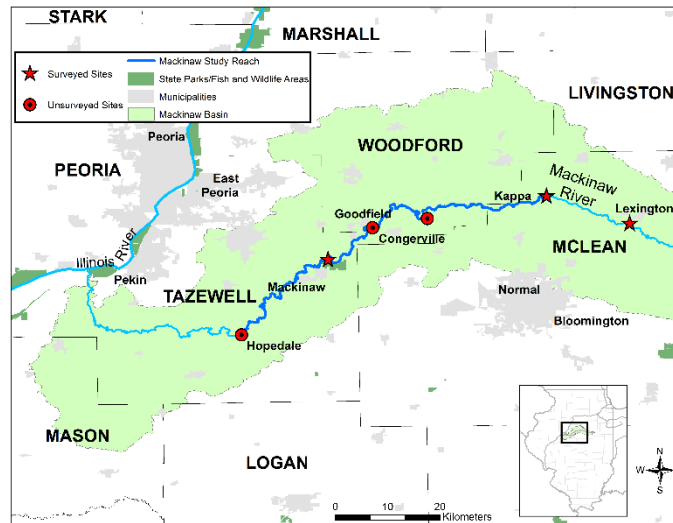 STARK
MARSHALL
Surveyed Sites
Unsurveyed Sites
Mackinaw Study Reach
State Parks/Fish and Wildlife Areas
Municipalities
Mackinaw Basin
LIVINGSTON
Peoria
WOODFORD
PEORIA
East
Peoria
Kappa
Mackinaw
River
Lexington
Goodfield
Congerville
MCLEAN
Illinois River
Pekin
TAZEWELL
Mackinaw
Normal
Bloomington
Hopedale
MASON
LOGAN
N
W
E
S
0 10 20
Kilometers